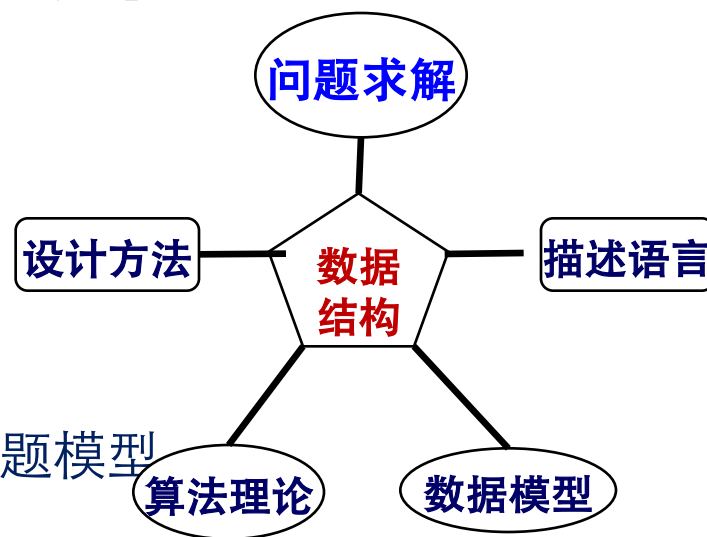 问题求解
设计方法
数据
结构
描述语言
题模型
算法理论
数据模型